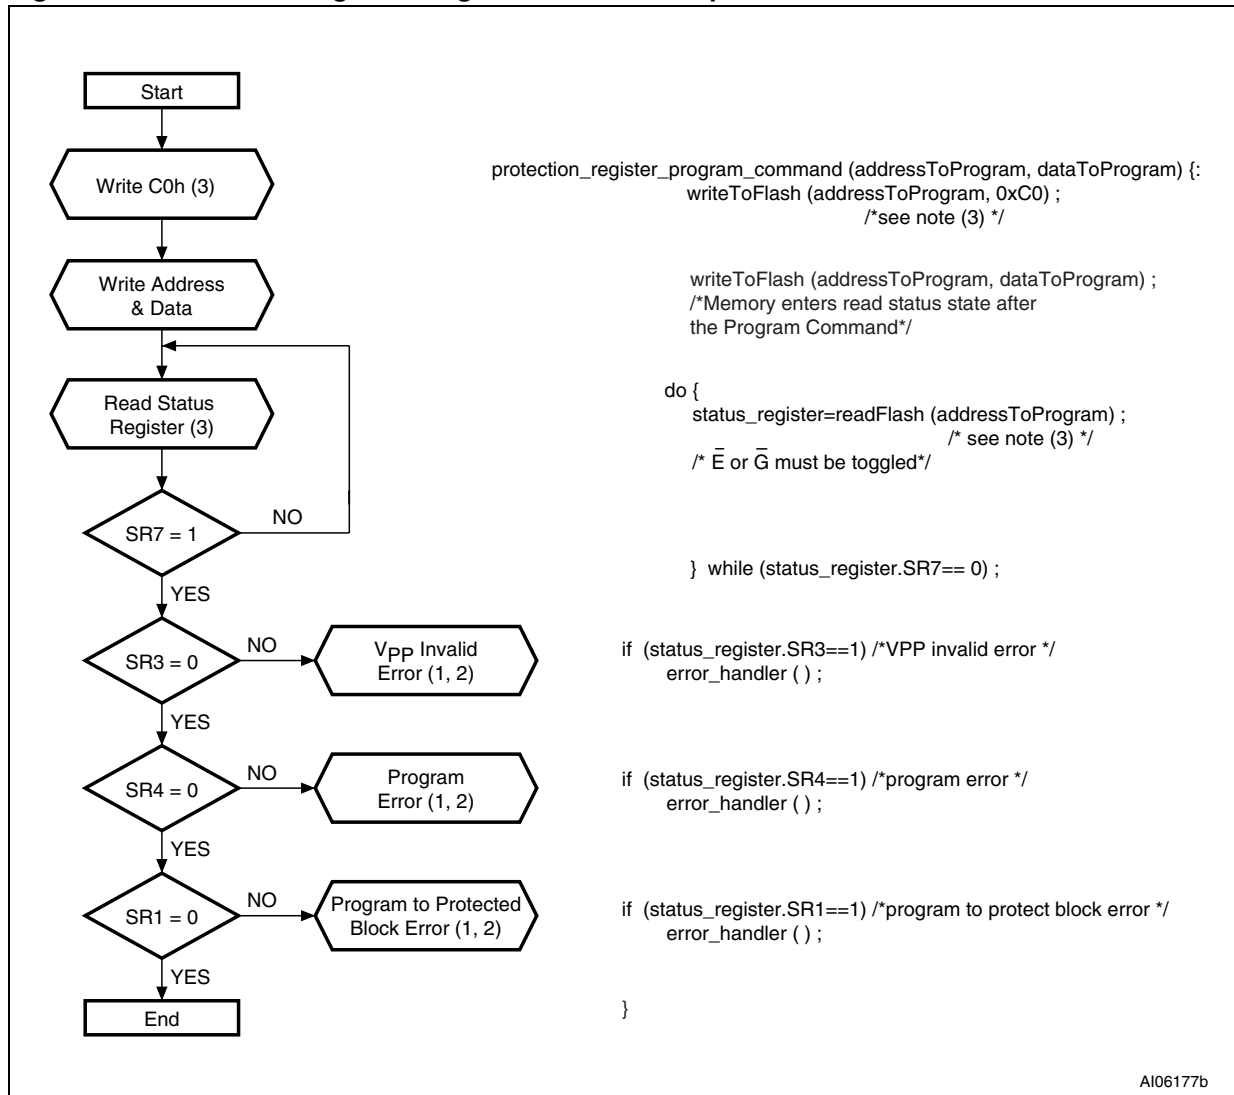 Start
Write C0h (3)
Write Address
& Data
Read Status
Register (3)
SR7 = 1
NO
YES
SR3 = 0
NO
VPP Invalid
Error (1, 2)
YES
SR4 = 0
NO
Program
Error (1, 2)
YES
SR1 = 0
NO
Program to Protected
Block Error (1, 2)
YES
End
protection_register_program_command (addressToProgram, dataToProgram) {:
writeToFlash (addressToProgram, 0xC0) ;
/*see note (3) */
writeToFlash (addressToProgram, dataToProgram) ;
/*Memory enters read status state after
the Program Command*/
do {
status_register=readFlash (addressToProgram) ;
/* see note (3) */
/* E̅ or G̅ must be toggled*/
} while (status_register.SR7== 0) ;
if (status_register.SR3==1) /*VPP invalid error */
error_handler ( ) ;
if (status_register.SR4==1) /*program error */
error_handler ( ) ;
if (status_register.SR1==1) /*program to protect block error */
error_handler ( ) ;
}
AI06177b